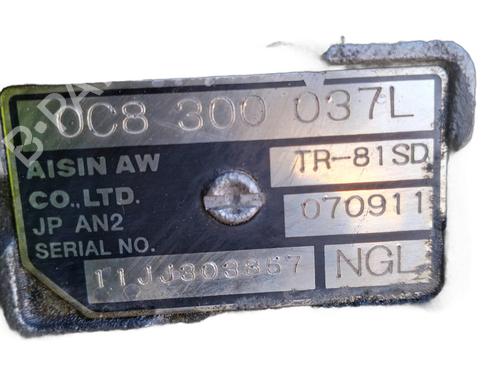 0C8 300 037L
AISIN AW TR-81SD
CO.,LTD.
JP AN2 070911
SERIAL NO.
11JJ303857 NGL